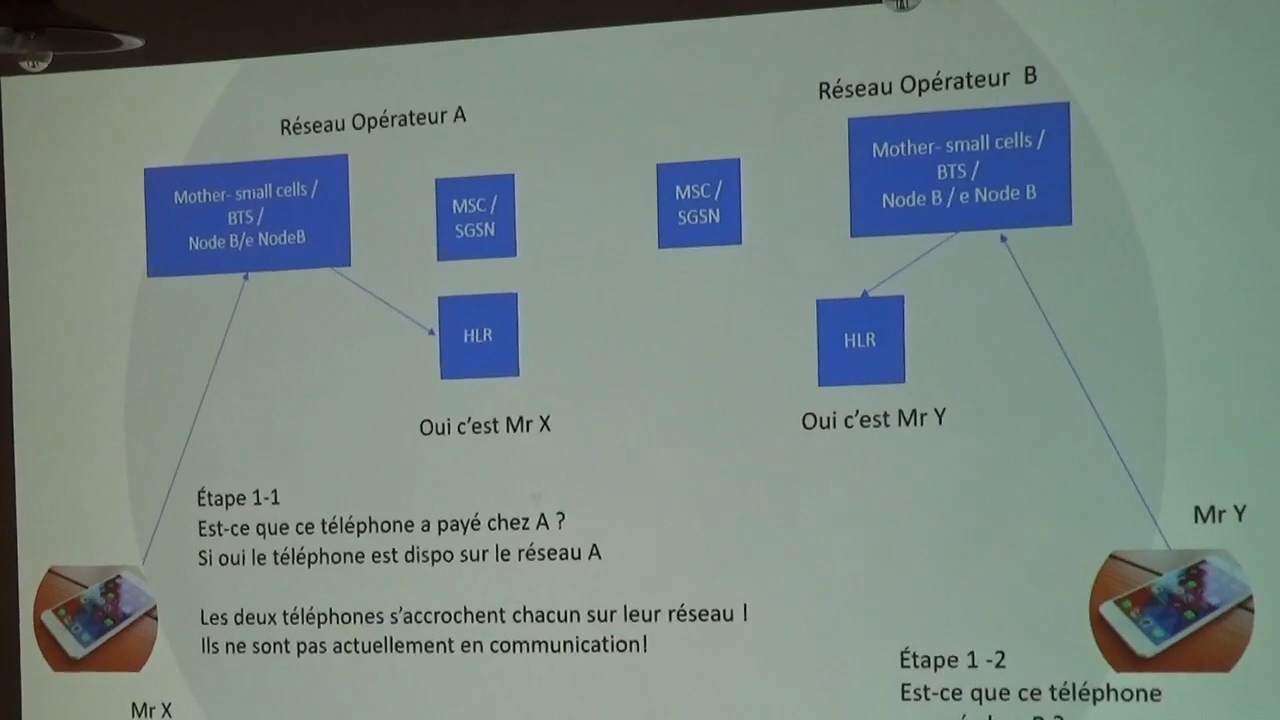 Réseau Opérateur A
Réseau Opérateur B
Mother- small cells /
BTS /
Node B/e NodeB
MSC /
SGSN
MSC /
SGSN
Mother- small cells /
BTS /
Node B / e Node B
HLR
HLR
Oui c'est Mr X
Oui c'est Mr Y
Étape 1-1
Est-ce que ce téléphone a payé chez A ?
Si oui le téléphone est dispo sur le réseau A
Les deux téléphones s'accrochent chacun sur leur réseau !
Ils ne sont pas actuellement en communication!
Mr X
Mr Y
Étape 1 -2
Est-ce que ce téléphone